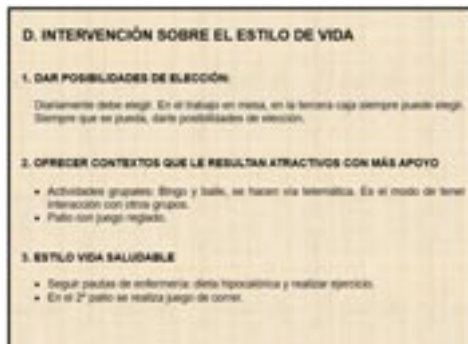 D. INTERVENCIÓN SOBRE EL ESTILO DE VIDA
1. DAR POSIBILIDADES DE ELECCIÓN:
Diariamente debe elegir. En el trabajo en mesa, en la tercera caja siempre puede elegir.
Siempre que se pueda, darle posibilidades de elección.
2. OFRECER CONTEXTOS QUE LE RESULTAN ATRACTIVOS CON MÁS APOYO
• Actividades grupales: Bingo y baile, se hacen vía telemática. Es el modo de tener
interacción con otros grupos.
• Patio con juego reglado.
3. ESTILO VIDA SALUDABLE
• Seguir pautas de enfermería: dieta hipocalórica y realizar ejercicio.
• En el 2º patio se realiza juego de correr.